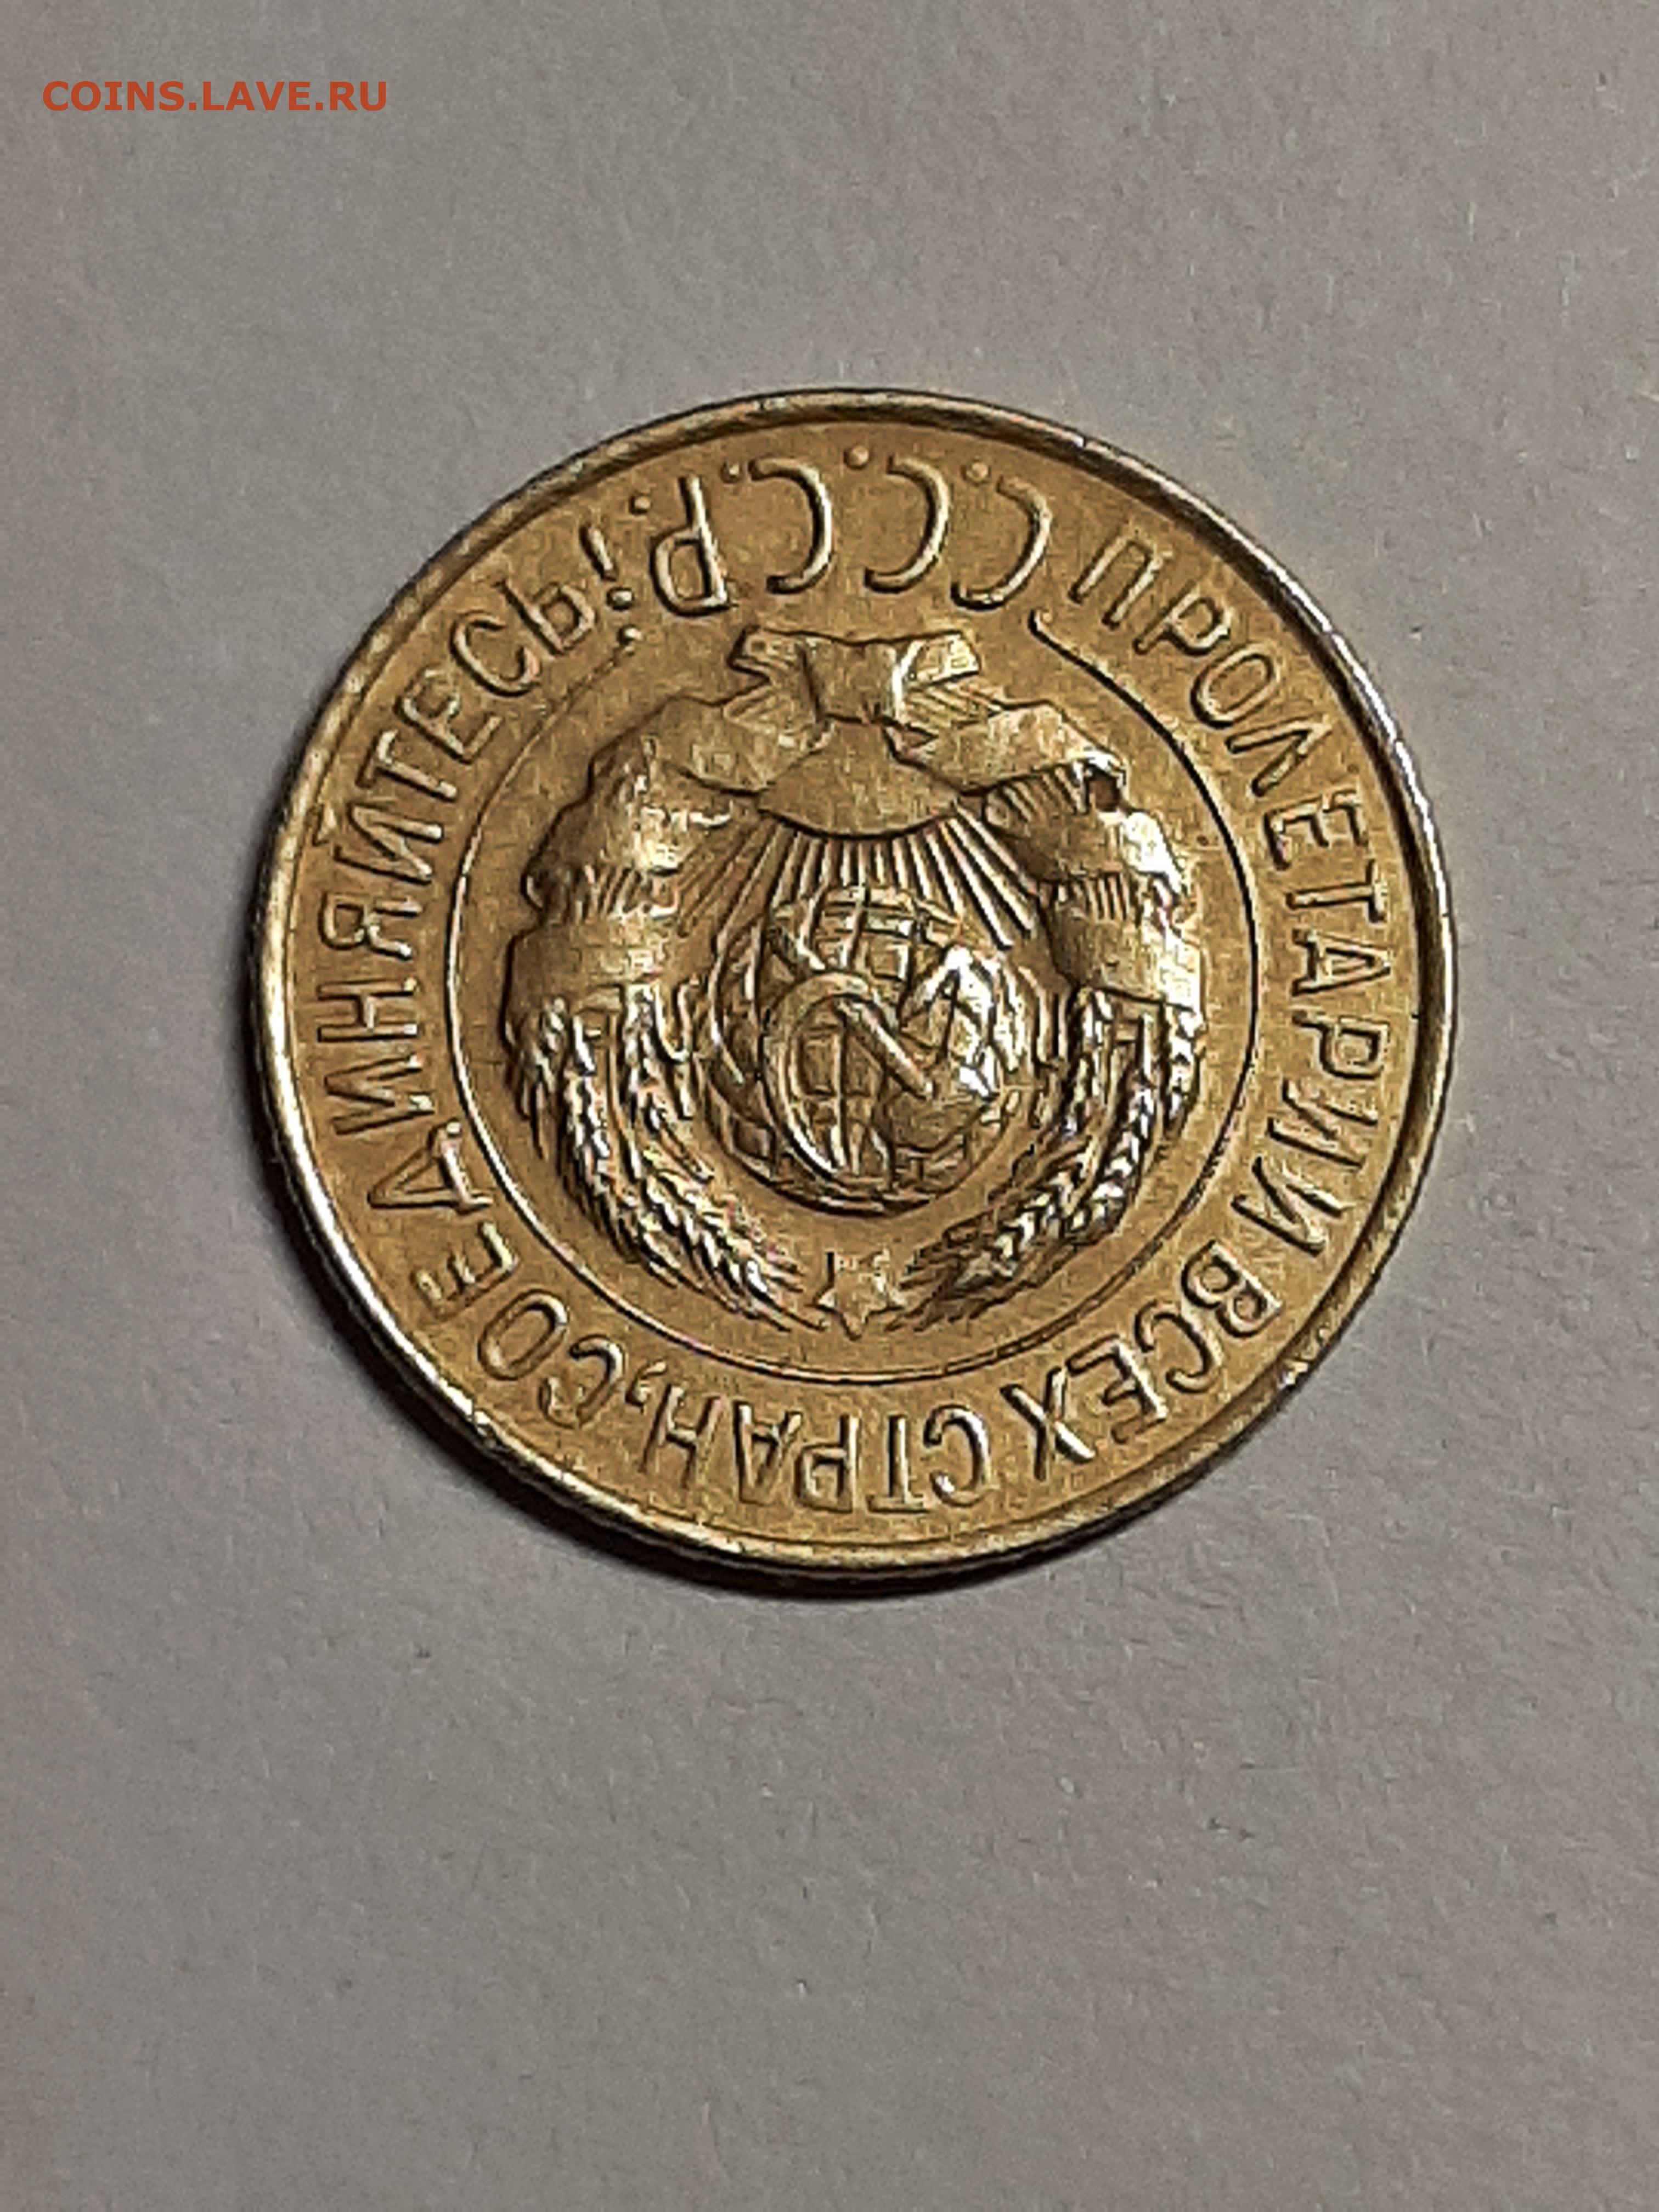 COINS.LAVE.RU
ПРОЛЕТАРИИ ВСЕХ СТРАН, СОЕДИНЯЙТЕСЬ!
С.С.С.Р.